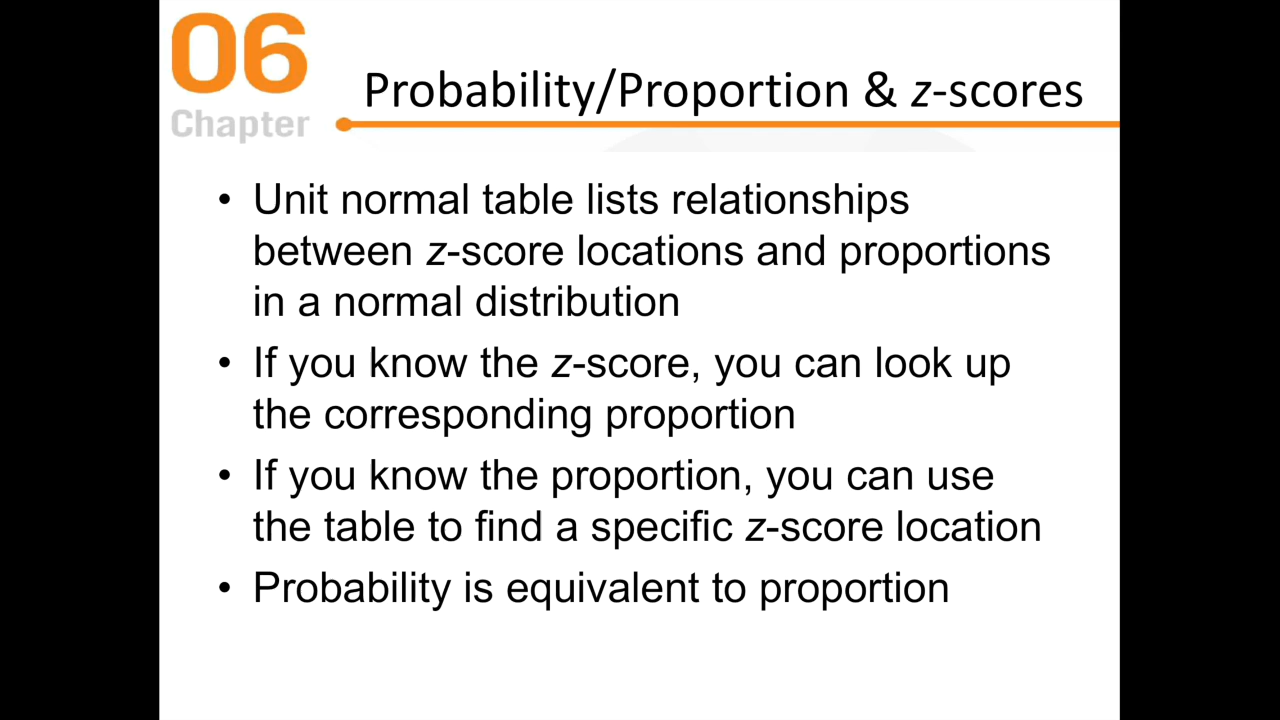 06
Chapter
Probability/Proportion & z-scores
• Unit normal table lists relationships
between z-score locations and proportions
in a normal distribution
• If you know the z-score, you can look up
the corresponding proportion
• If you know the proportion, you can use
the table to find a specific z-score location
• Probability is equivalent to proportion